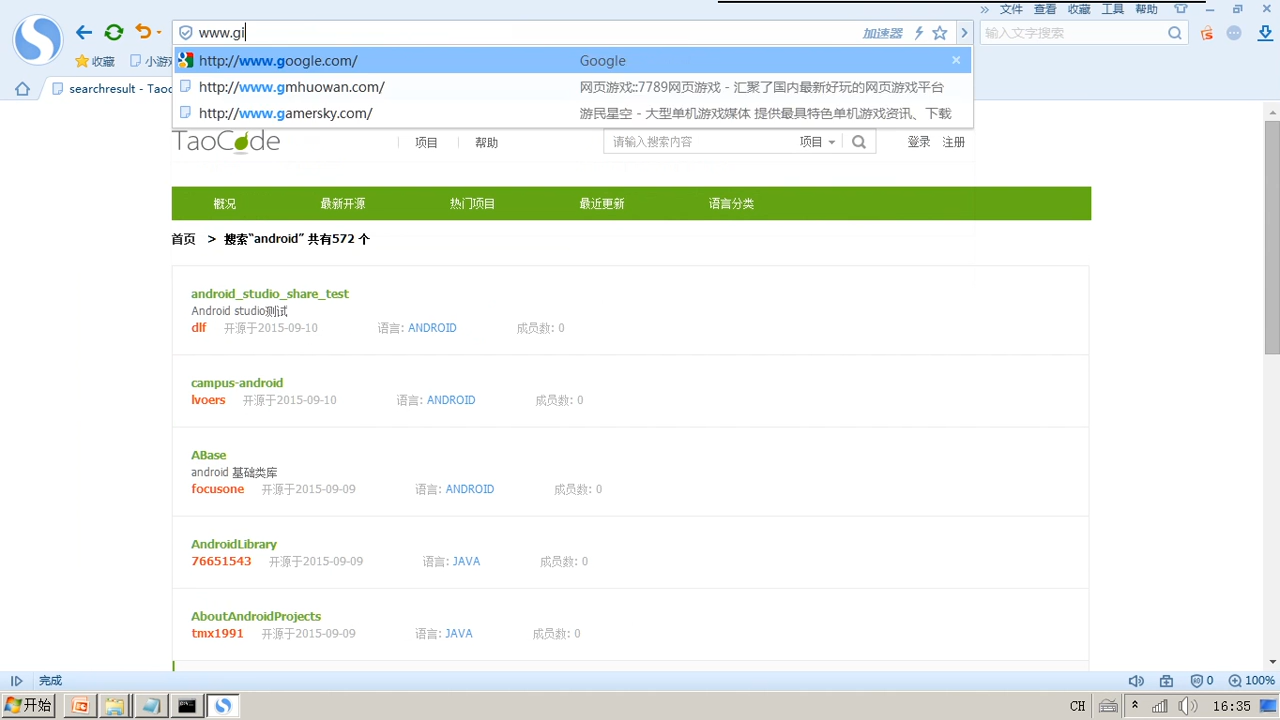 » 文件 查看 收藏 工具 帮助
www.gi 加速器 输入文字搜索
http://www.google.com/ Google
收藏 小游
http://www.gmhuowan.com/ 网页游戏::7789网页游戏 - 汇聚了国内最新好玩的网页游戏平台
searchresult - Tao
http://www.gamersky.com/ 游民星空 - 大型单机游戏媒体 提供最具特色单机游戏资讯、下载
TaoCode 项目 帮助 请输入搜索内容 项目 登录 注册
概况 最新开源 热门项目 最近更新 语言分类
首页 > 搜索“android” 共有572 个
android_studio_share_test
Android studio测试
dlf 开源于2015-09-10 语言: ANDROID 成员数: 0
campus-android
lvoers 开源于2015-09-10 语言: ANDROID 成员数: 0
ABase
android 基础类库
focusone 开源于2015-09-09 语言: ANDROID 成员数: 0
AndroidLibrary
76651543 开源于2015-09-09 语言: JAVA 成员数: 0
AboutAndroidProjects
tmx1991 开源于2015-09-09 语言: JAVA 成员数: 0
完成 0 100%
开始 CH 16:35